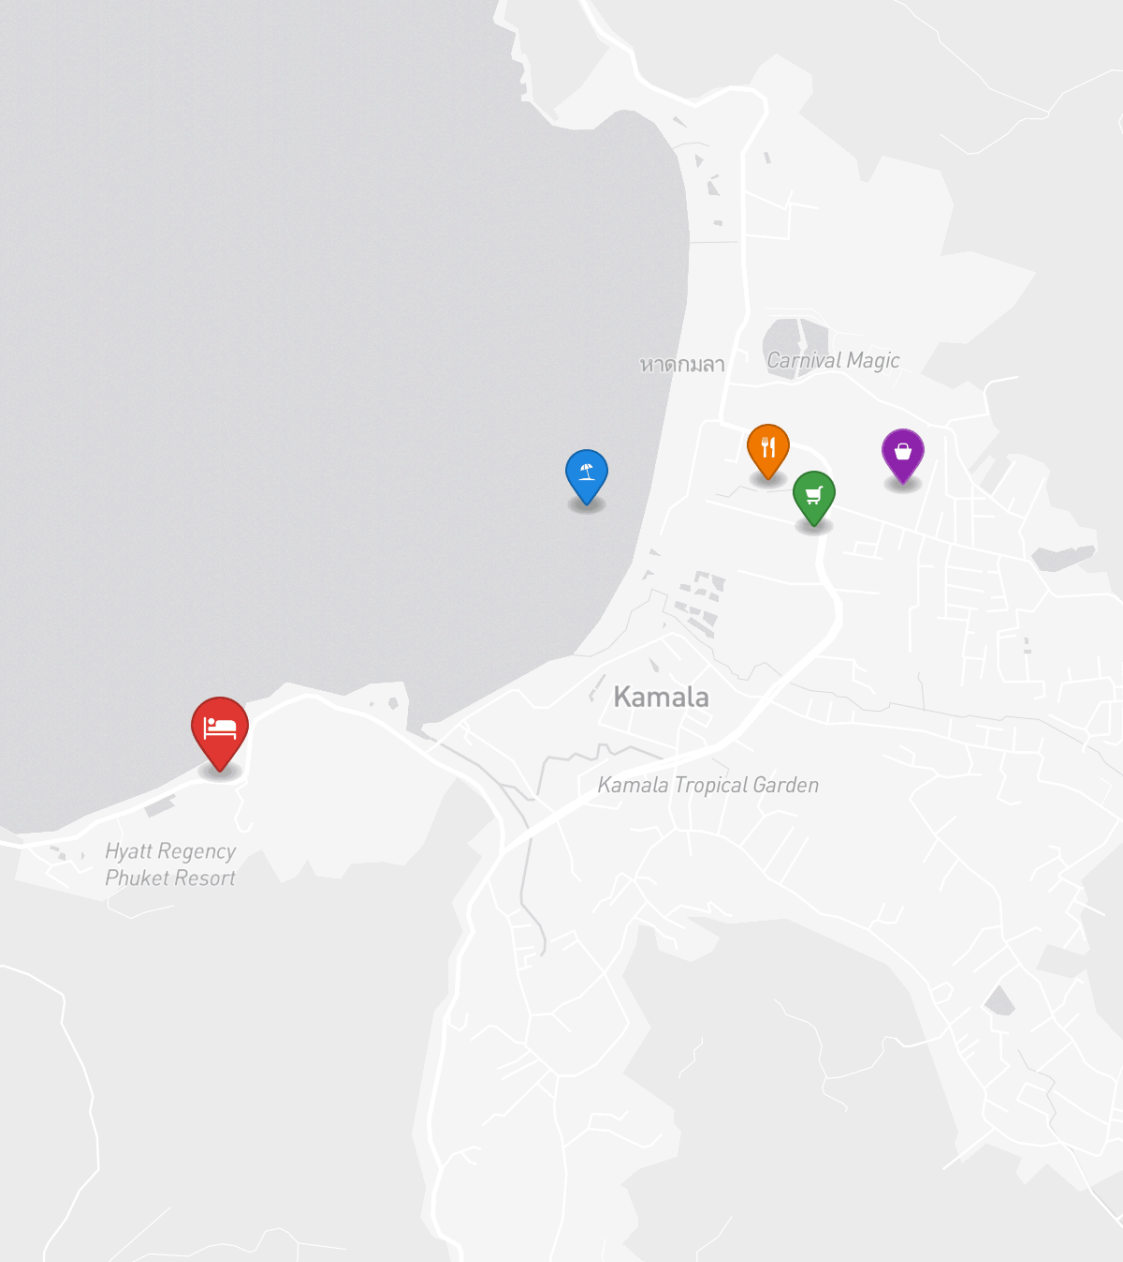 หาดกมลา
Carnival Magic
Kamala
Kamala Tropical Garden
Hyatt Regency
Phuket Resort